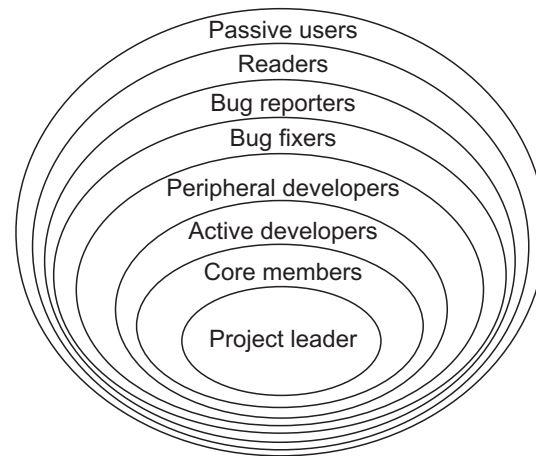 Passive users
Readers
Bug reporters
Bug fixers
Peripheral developers
Active developers
Core members
Project leader